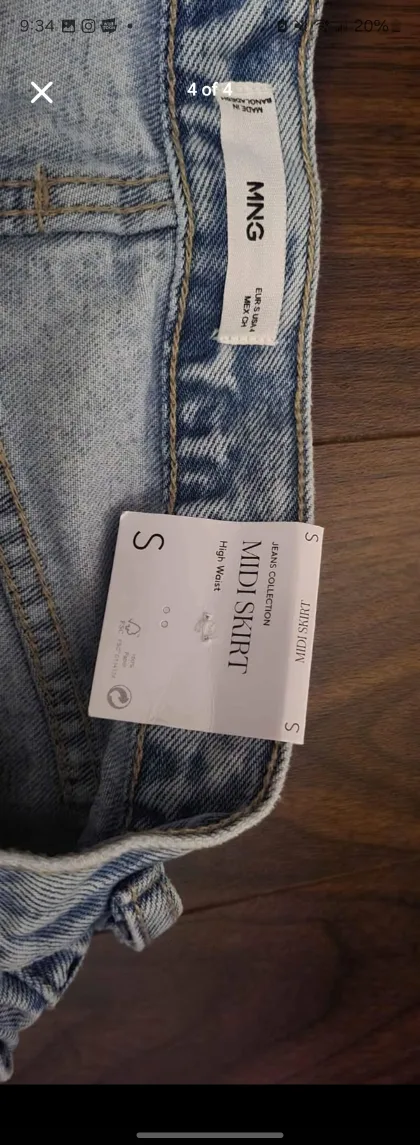 9:34
20%
4 of 4
MADE IN
BANGLADESH
MNG
EUR S USA
MEX CH
S
JEANS COLLECTION
MIDI SKIRT
High Waist
S
MIDI SKIRT
S